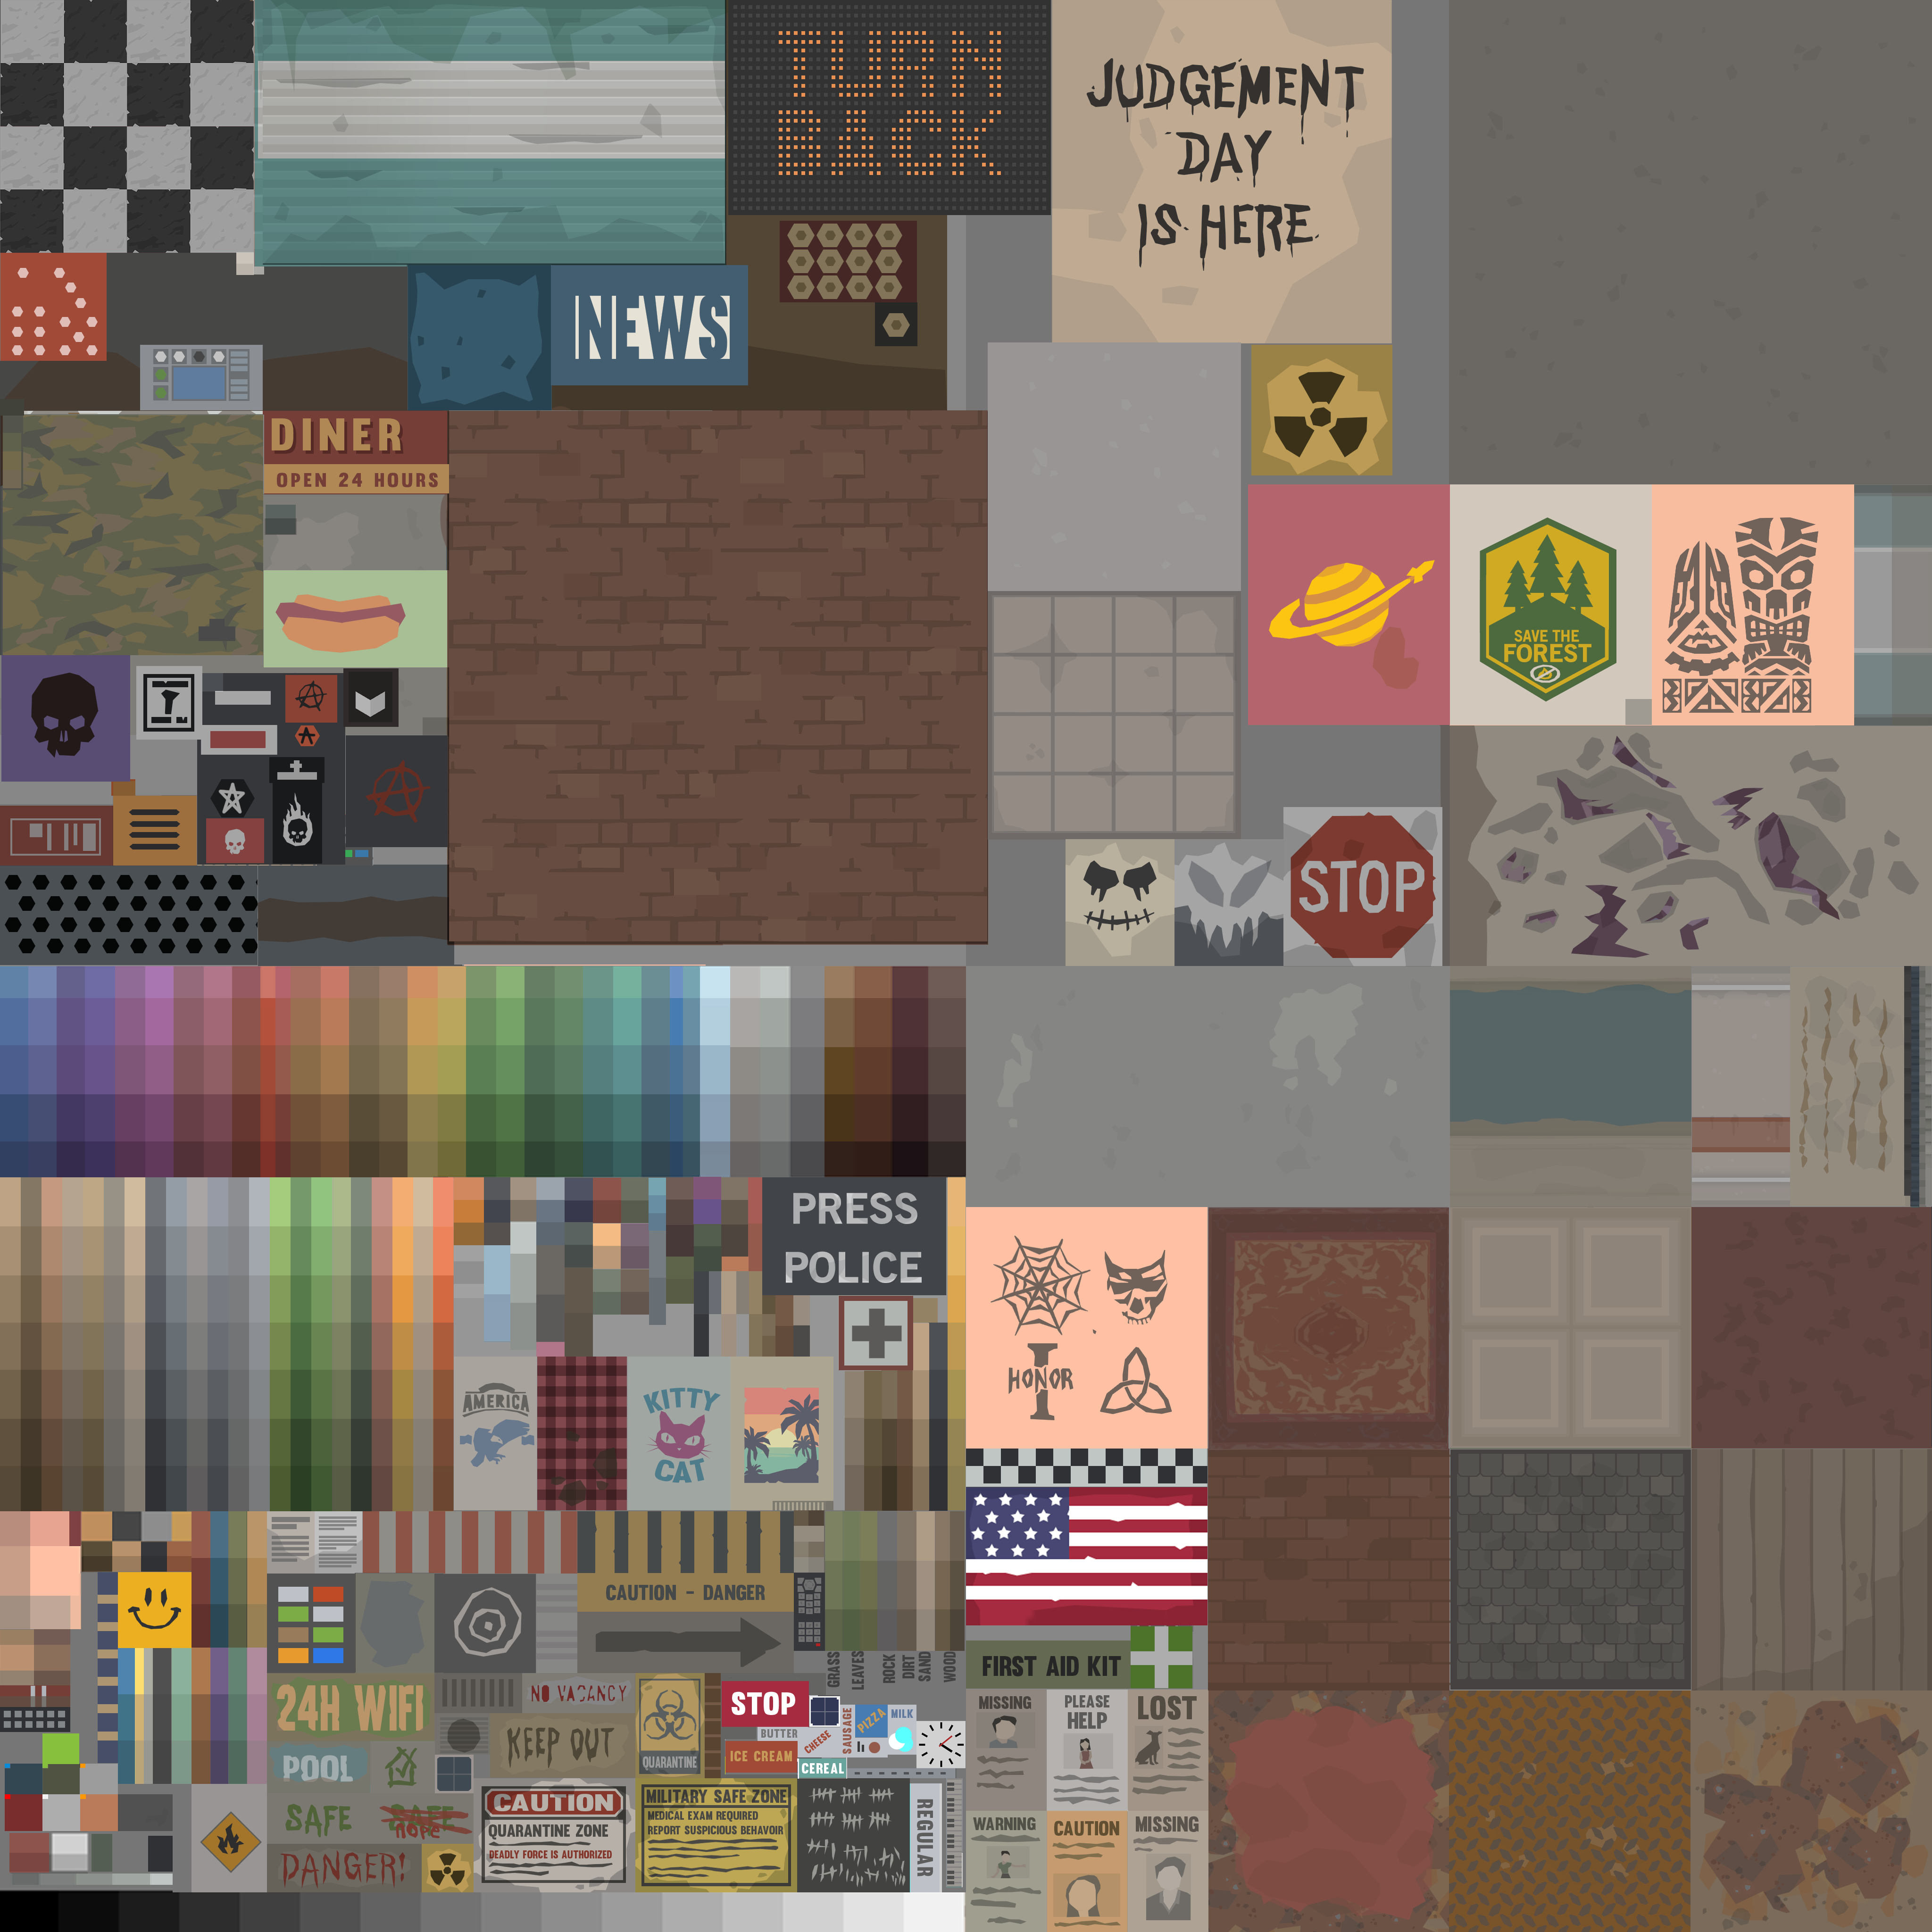 TURN
BACK
JUDGEMENT
DAY
IS HERE
NEWS
DINER
OPEN 24 HOURS
SAVE THE
FOREST
STOP
PRESS
POLICE
AMERICA
KITTY
CAT
HONOR
CAUTION - DANGER
GRASS
LEAVES
ROCK
DIRT
SAND
WOOD
FIRST AID KIT
24H WIFI
NO VACANCY
KEEP OUT
QUARANTINE
STOP
BUTTER
ICE CREAM
CHEESE
SAUSAGE
PIZZA
MILK
CEREAL
POOL
SAFE
SAFE
nope
DANGER!
CAUTION
QUARANTINE ZONE
DEADLY FORCE IS AUTHORIZED
MILITARY SAFE ZONE
MEDICAL EXAM REQUIRED
REPORT SUSPICIOUS BEHAVOIR
REGULAR
MISSING
PLEASE
HELP
LOST
WARNING
CAUTION
MISSING